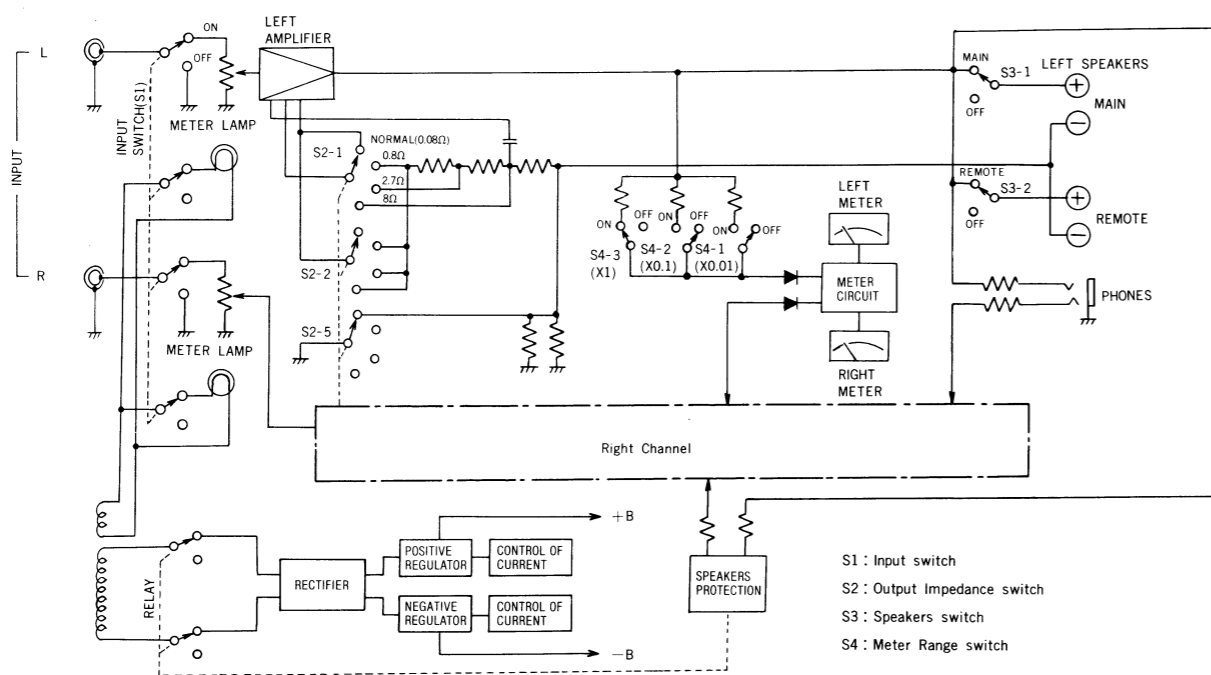 LEFT
AMPLIFIER
ON
OFF
L
INPUT
R
INPUT
SWITCH(S1)
METER LAMP
METER LAMP
S2-1
NORMAL(0.08Ω)
0.8Ω
2.7Ω
8Ω
S2-2
S2-5
ON
OFF
ON
OFF
ON
OFF
S4-3
(X1)
S4-2
(X0.1)
S4-1
(X0.01)
LEFT
METER
METER
CIRCUIT
RIGHT
METER
MAIN
S3-1
OFF
LEFT SPEAKERS
+
MAIN
−
REMOTE
S3-2
OFF
+
REMOTE
−
PHONES
Right Channel
RELAY
RECTIFIER
POSITIVE
REGULATOR
CONTROL OF
CURRENT
+B
NEGATIVE
REGULATOR
CONTROL OF
CURRENT
−B
SPEAKERS
PROTECTION
S1 : Input switch
S2 : Output Impedance switch
S3 : Speakers switch
S4 : Meter Range switch